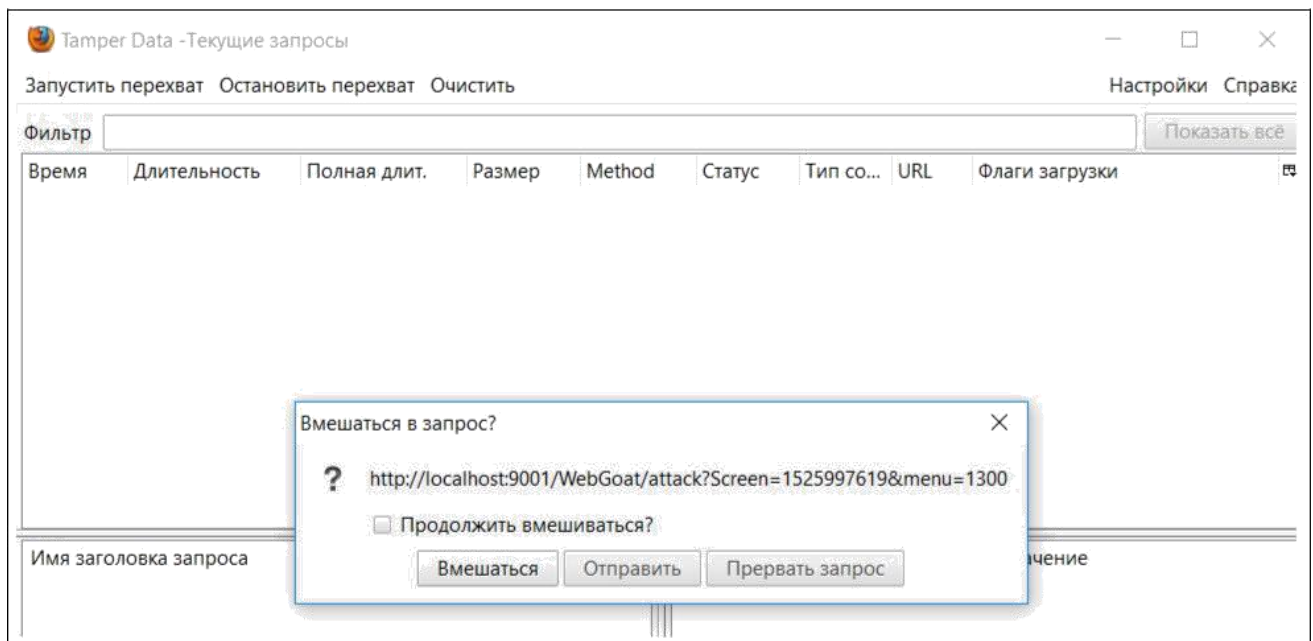 Tamper Data -Текущие запросы
Запустить перехват Остановить перехват Очистить Настройки Справка
Фильтр Показать всё
Время Длительность Полная длит. Размер Method Статус Тип со... URL Флаги загрузки
Вмешаться в запрос?
? http://localhost:9001/WebGoat/attack?Screen=1525997619&menu=1300
Продолжить вмешиваться?
Вмешаться Отправить Прервать запрос
Имя заголовка запроса